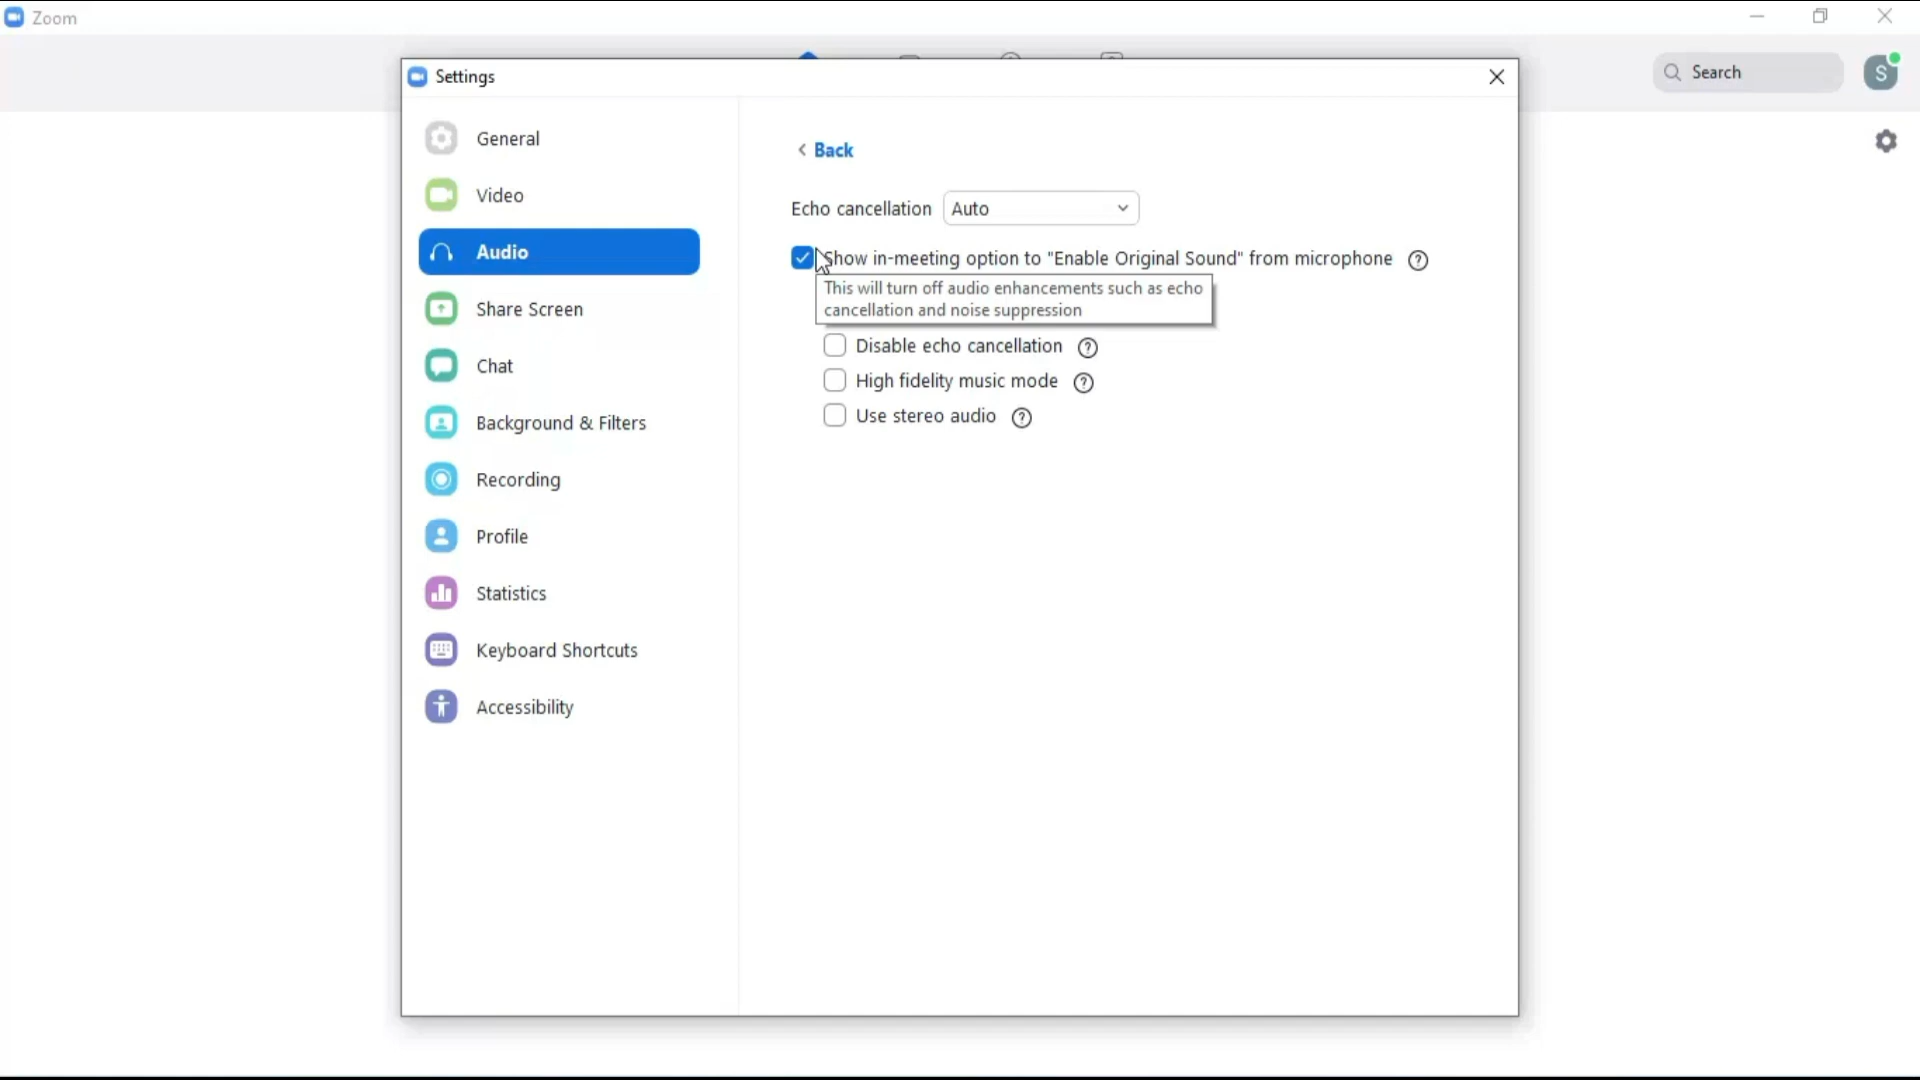 Zoom
Search
S
Settings
General
Video
Audio
Share Screen
Chat
Background & Filters
Recording
Profile
Statistics
Keyboard Shortcuts
Accessibility
< Back
Echo cancellation Auto
Show in-meeting option to "Enable Original Sound" from microphone ?
This will turn off audio enhancements such as echo
cancellation and noise suppression
Disable echo cancellation ?
High fidelity music mode ?
Use stereo audio ?